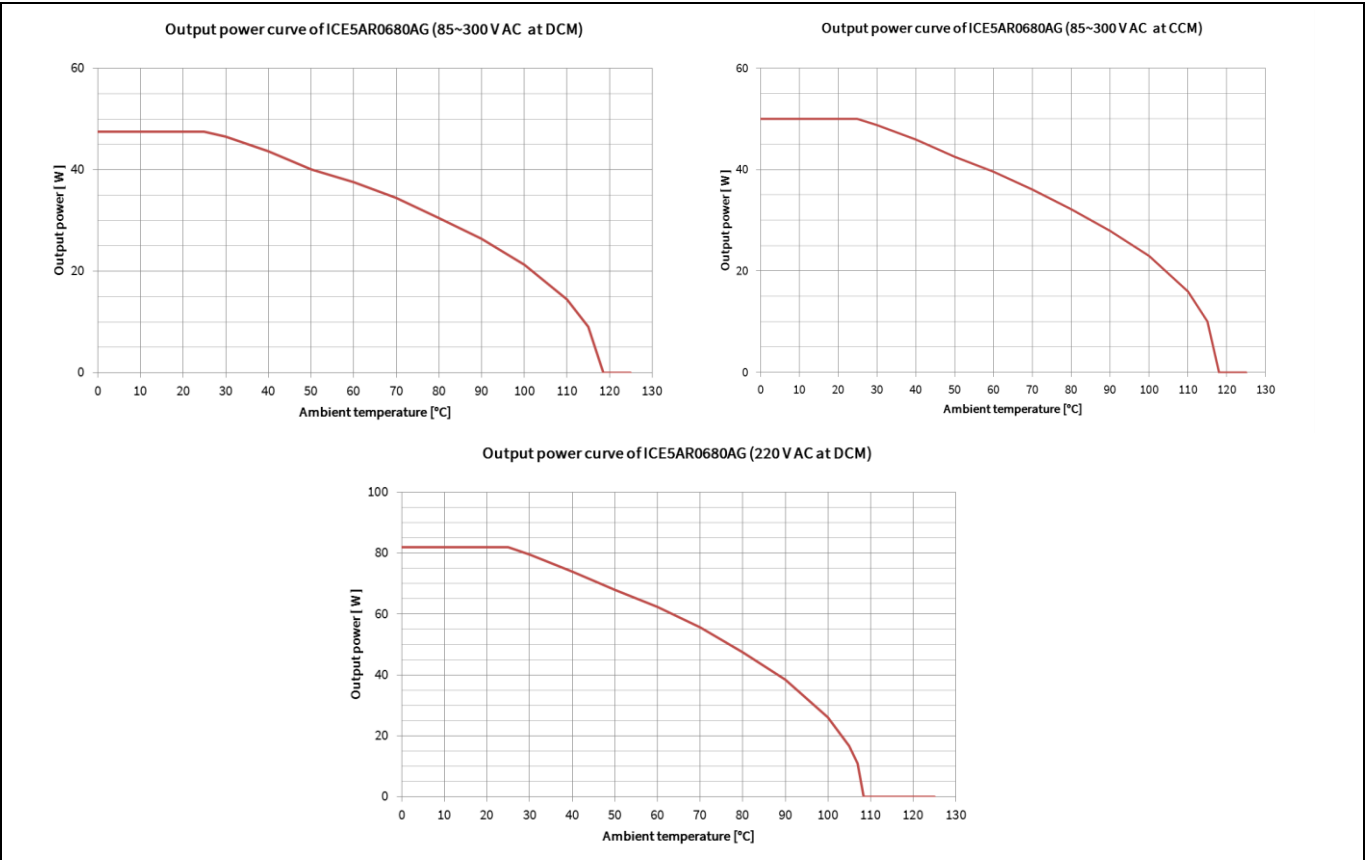 Output power curve of ICE5AR0680AG (85~300 V AC at DCM)
60
40
20
0
Output power [ W]
0 10 20 30 40 50 60 70 80 90 100 110 120 130
Ambient temperature [°C]
Output power curve of ICE5AR0680AG (85~300 V AC at CCM)
60
40
20
0
Output power [ W]
0 10 20 30 40 50 60 70 80 90 100 110 120 130
Ambient temperature [°C]
Output power curve of ICE5AR0680AG (220 V AC at DCM)
100
80
60
40
20
0
Output power [ W]
0 10 20 30 40 50 60 70 80 90 100 110 120 130
Ambient temperature [°C]